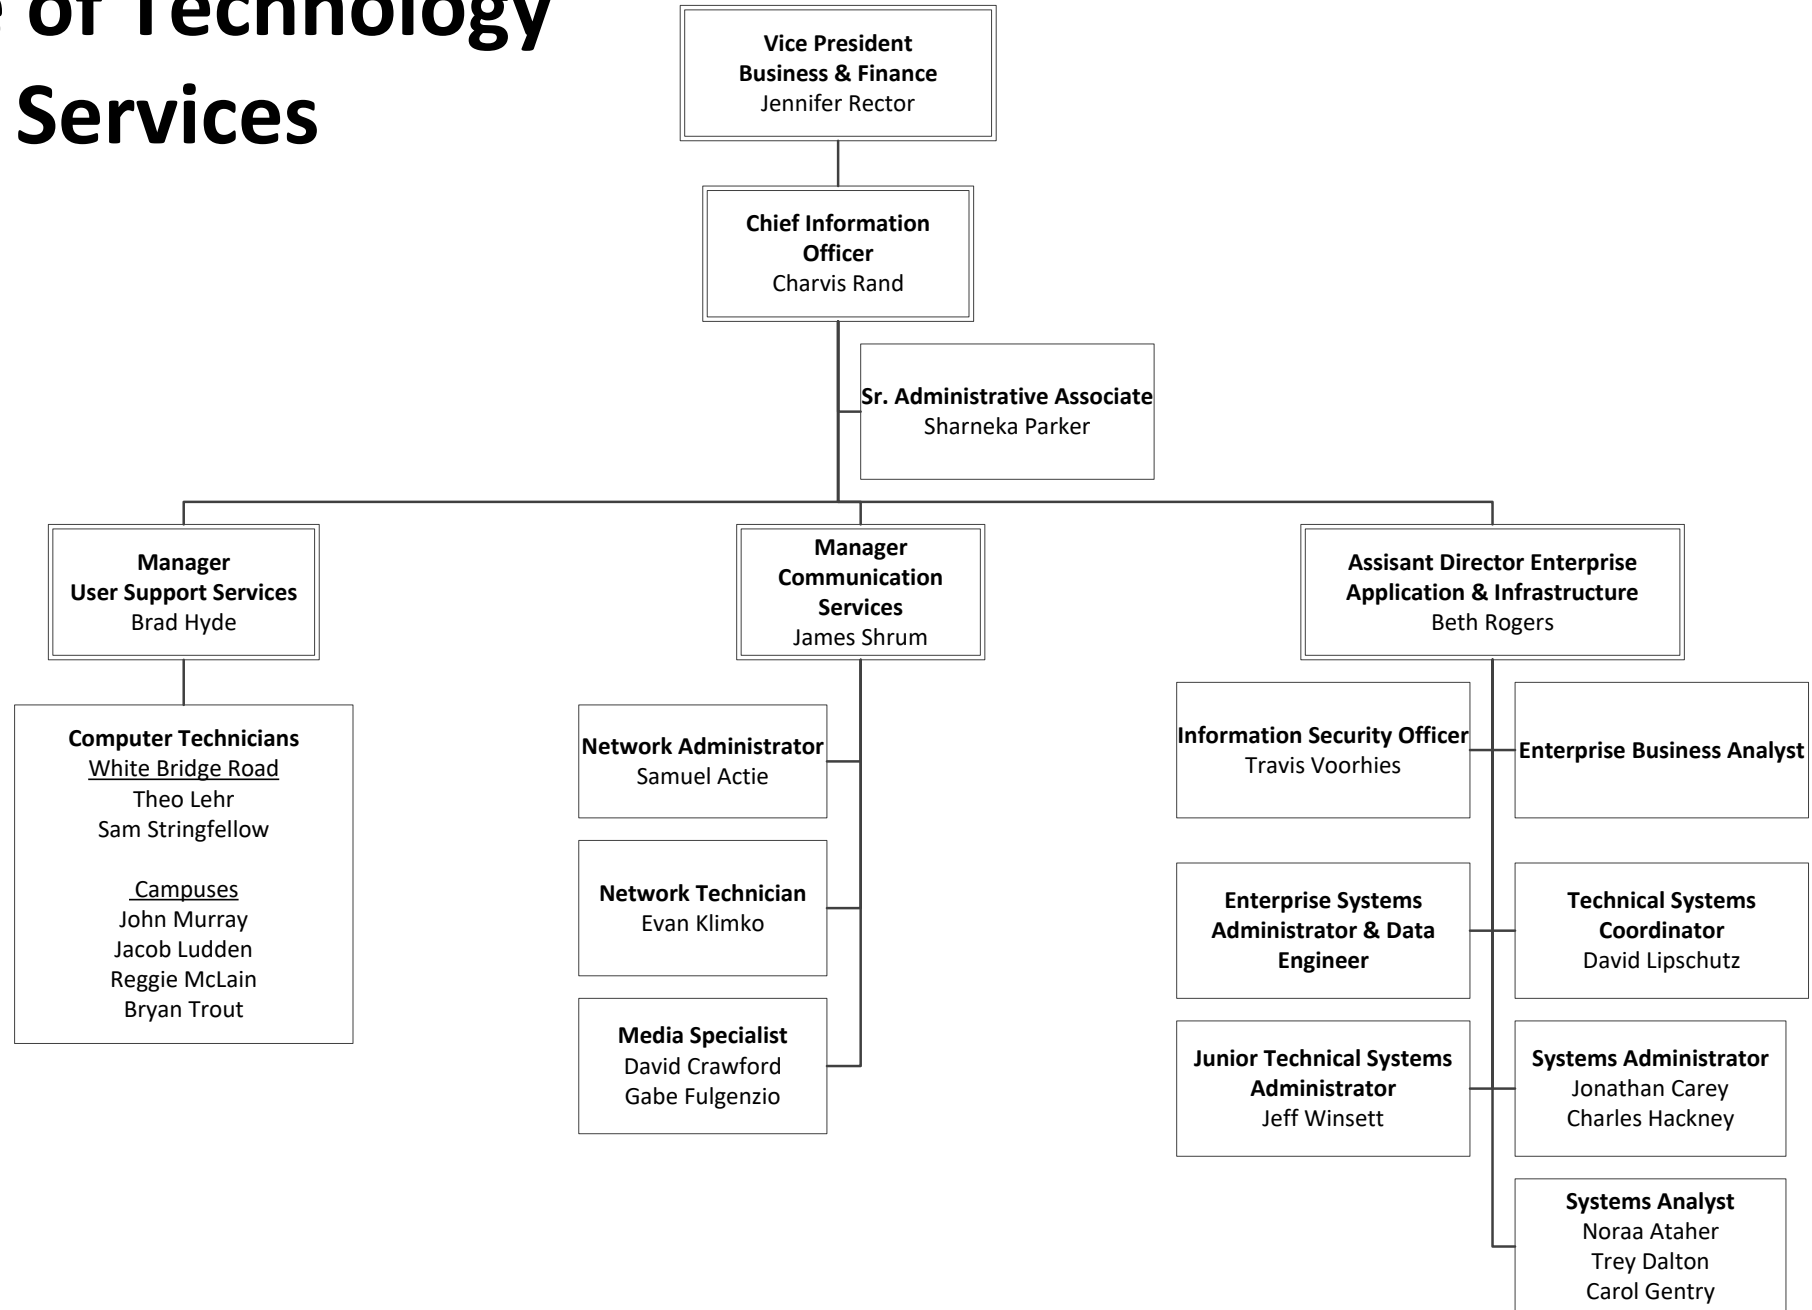 e of Technology
Services
Vice President
Business & Finance
Jennifer Rector
Chief Information
Officer
Charvis Rand
Sr. Administrative Associate
Sharneka Parker
Manager
User Support Services
Brad Hyde
Manager
Communication
Services
James Shrum
Assisant Director Enterprise
Application & Infrastructure
Beth Rogers
Computer Technicians
White Bridge Road
Theo Lehr
Sam Stringfellow
Campuses
John Murray
Jacob Ludden
Reggie McLain
Bryan Trout
Network Administrator
Samuel Actie
Network Technician
Evan Klimko
Media Specialist
David Crawford
Gabe Fulgenzio
Information Security Officer
Travis Voorhies
Enterprise Business Analyst
Enterprise Systems
Administrator & Data
Engineer
Technical Systems
Coordinator
David Lipschutz
Junior Technical Systems
Administrator
Jeff Winsett
Systems Administrator
Jonathan Carey
Charles Hackney
Systems Analyst
Noraa Ataher
Trey Dalton
Carol Gentry